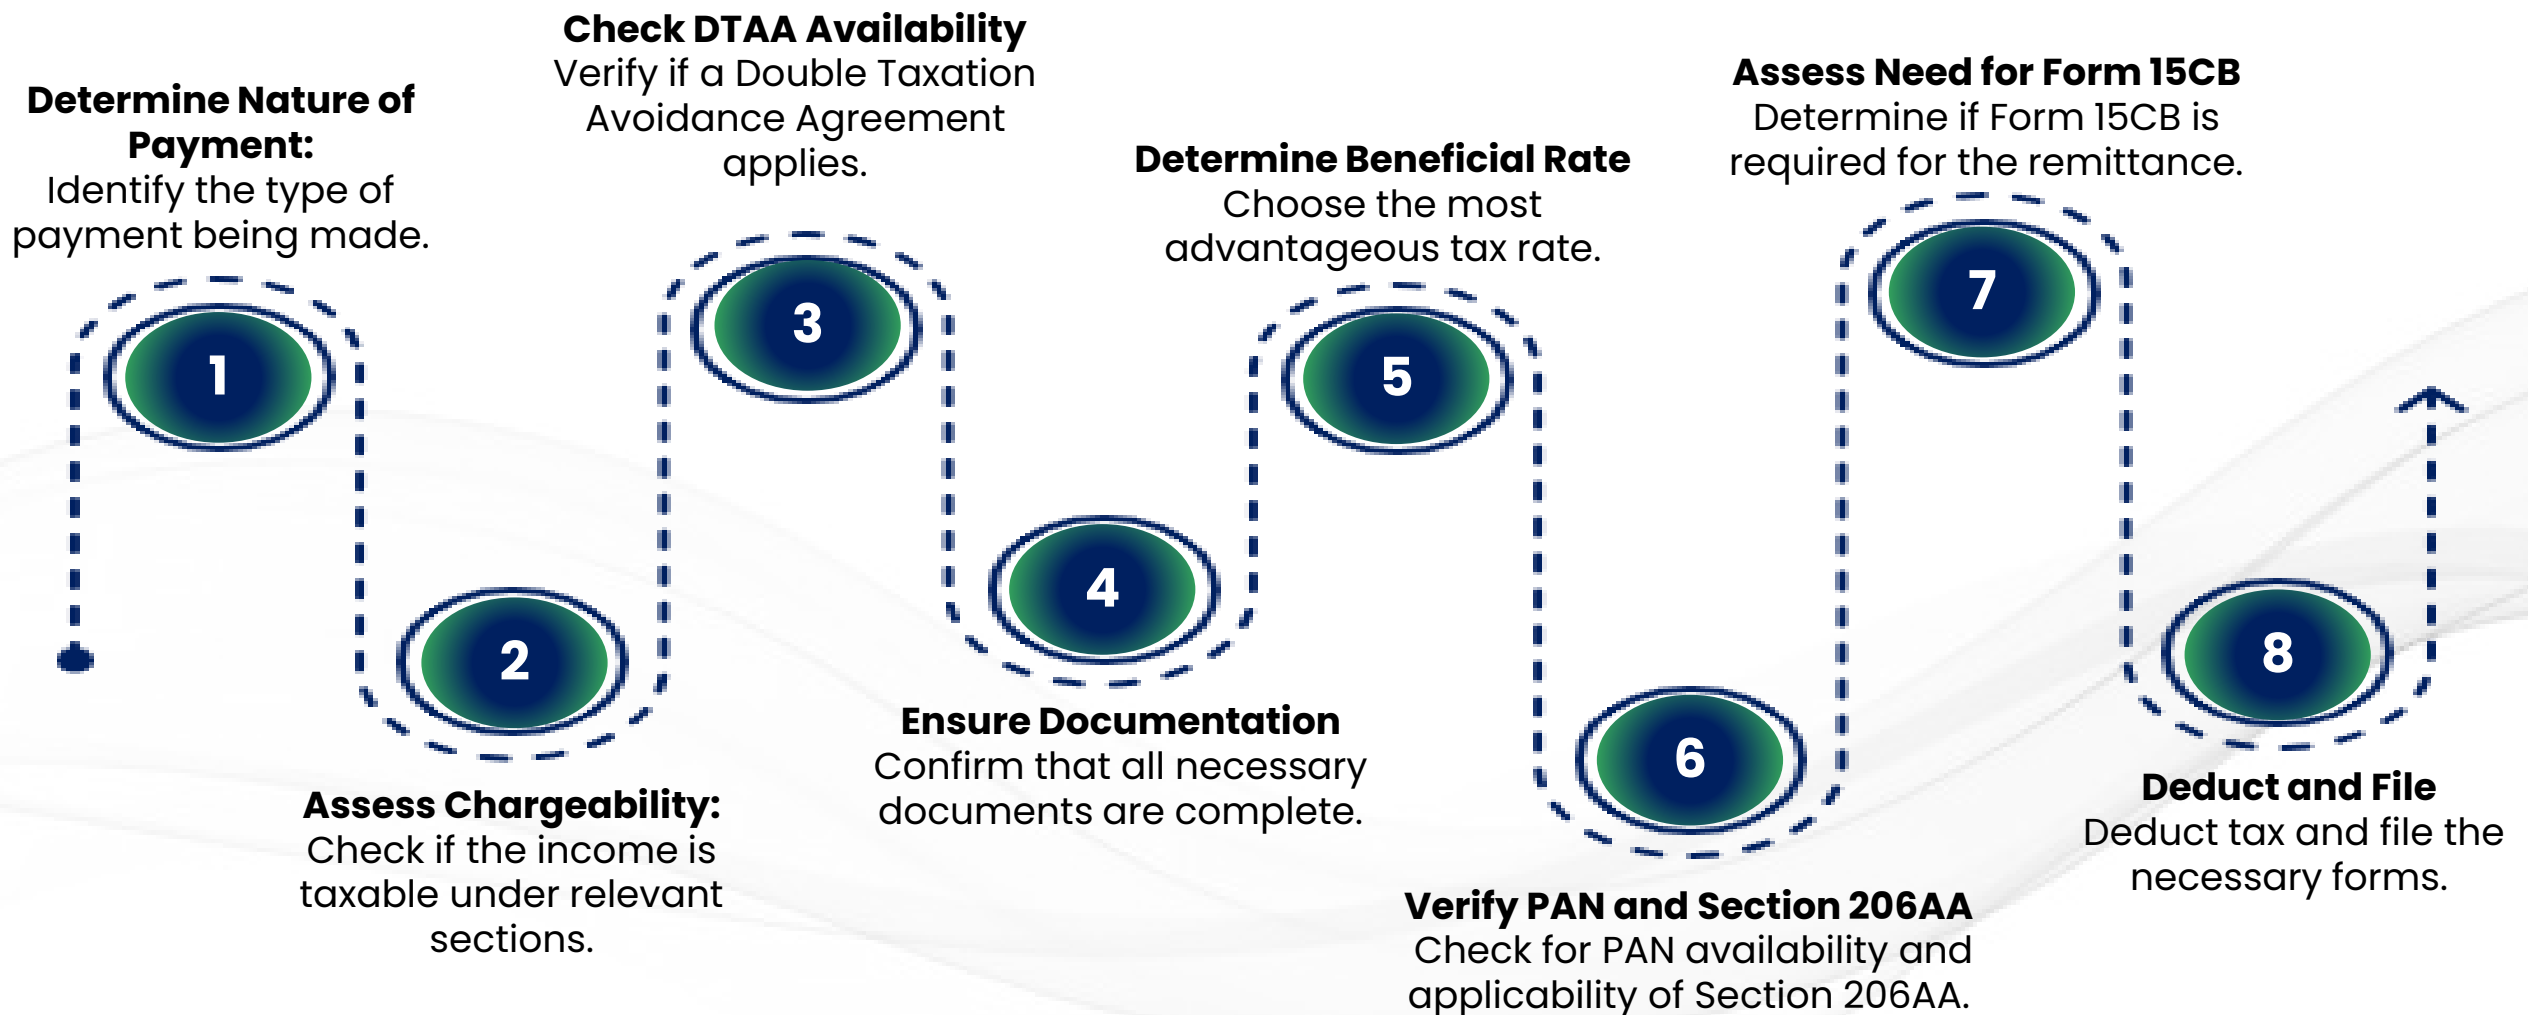 Determine Nature of
Payment:
Identify the type of
payment being made.
1
2
Assess Chargeability:
Check if the income is
taxable under relevant
sections.
Check DTAA Availability
Verify if a Double Taxation
Avoidance Agreement
applies.
3
4
Ensure Documentation
Confirm that all necessary
documents are complete.
Determine Beneficial Rate
Choose the most
advantageous tax rate.
5
6
Verify PAN and Section 206AA
Check for PAN availability and
applicability of Section 206AA.
Assess Need for Form 15CB
Determine if Form 15CB is
required for the remittance.
7
8
Deduct and File
Deduct tax and file the
necessary forms.